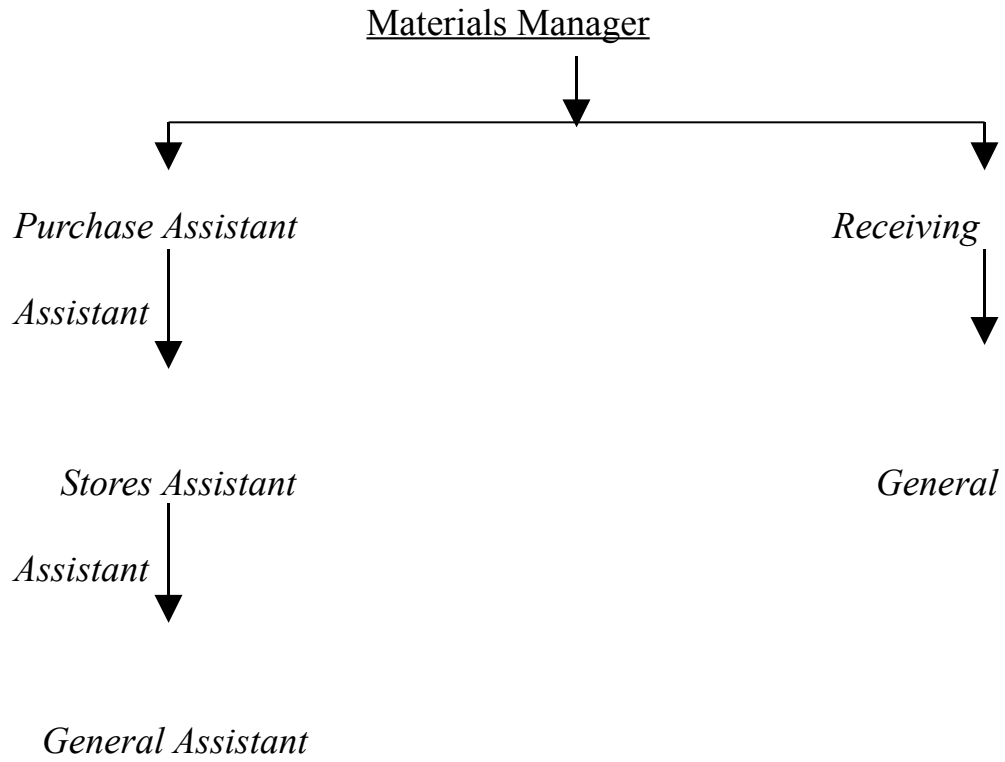 Materials Manager
Purchase Assistant Receiving
Assistant
Stores Assistant General
Assistant
General Assistant